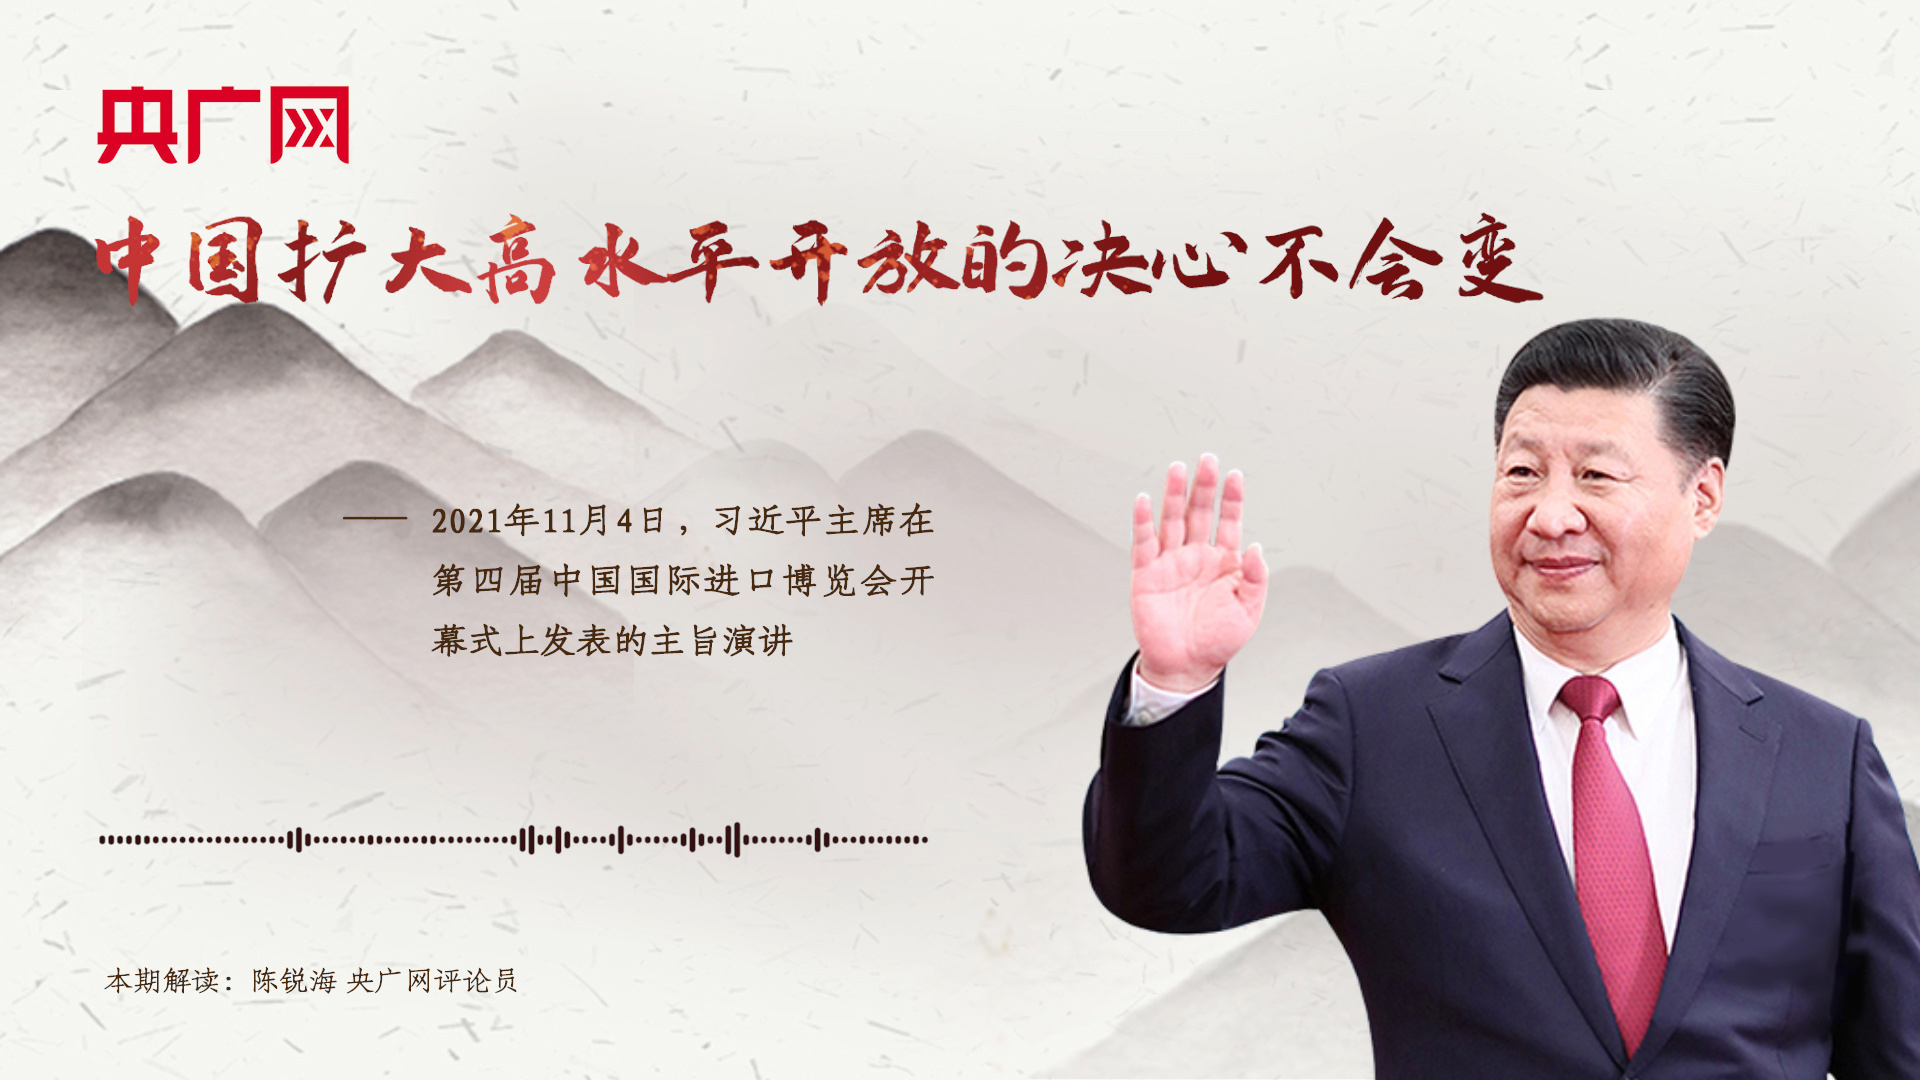 央广网
中国扩大高水平开放的决心不会变
—— 2021年11月4日，习近平主席在
第四届中国国际进口博览会开
幕式上发表的主旨演讲
本期解读：陈锐海 央广网评论员